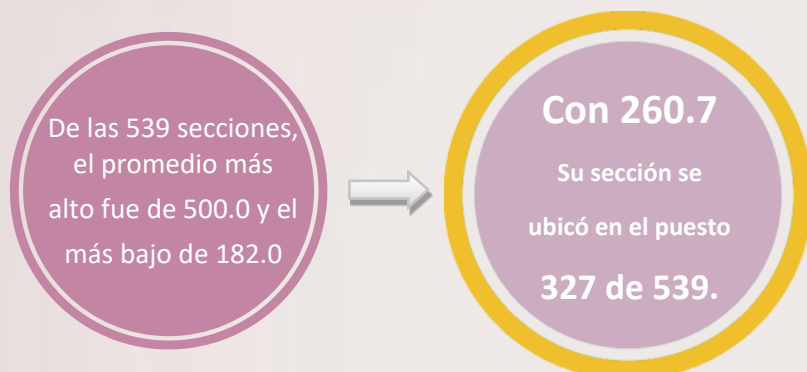 De las 539 secciones,
el promedio más
alto fue de 500.0 y el
más bajo de 182.0
Con 260.7
Su sección se
ubicó en el puesto
327 de 539.